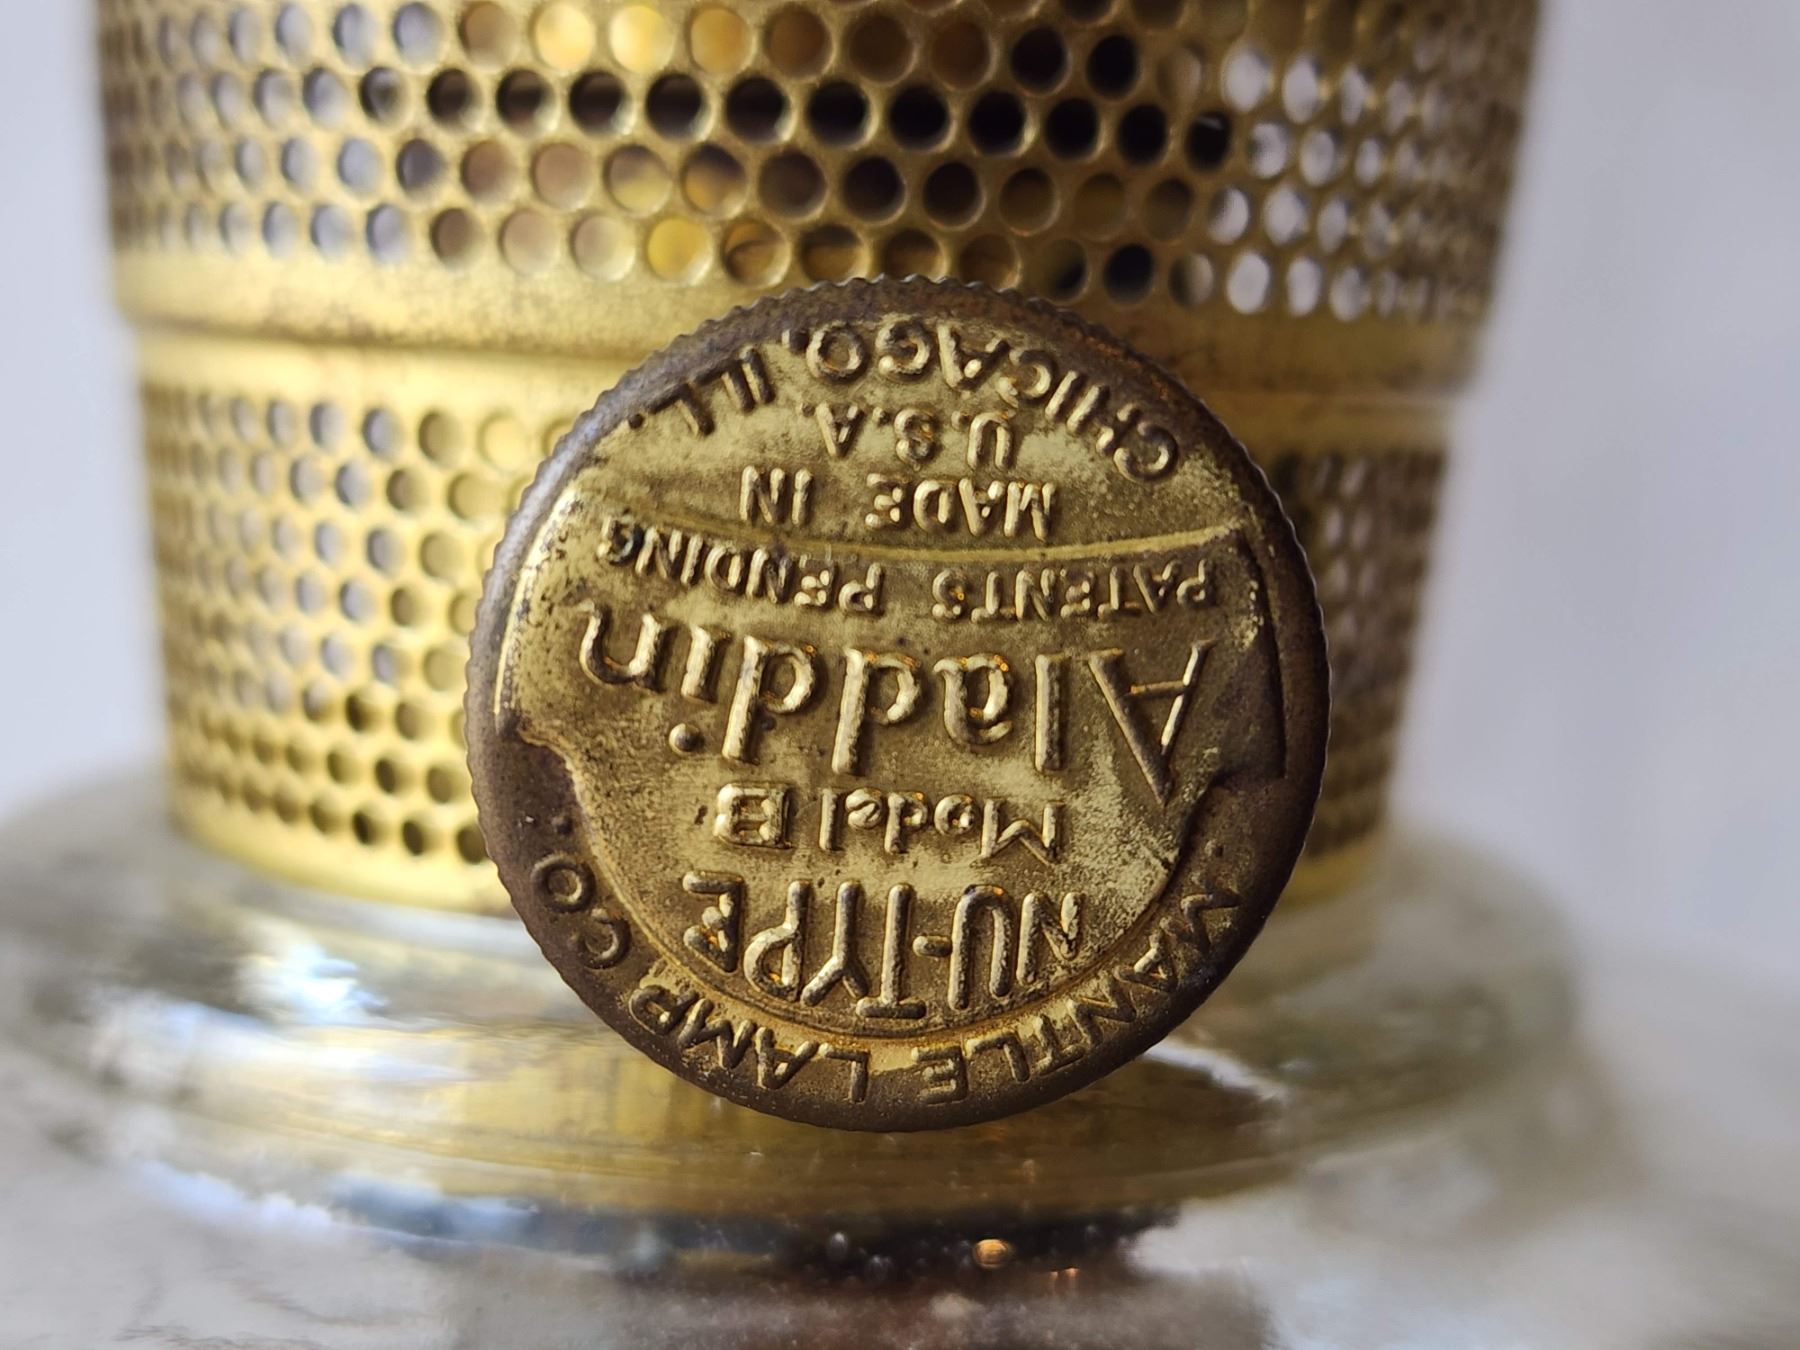 MANTLE LAMP CO.
NU-TYPE
Model B
Aladdin
PATENTS PENDING
MADE IN
U.S.A.
CHICAGO, ILL.